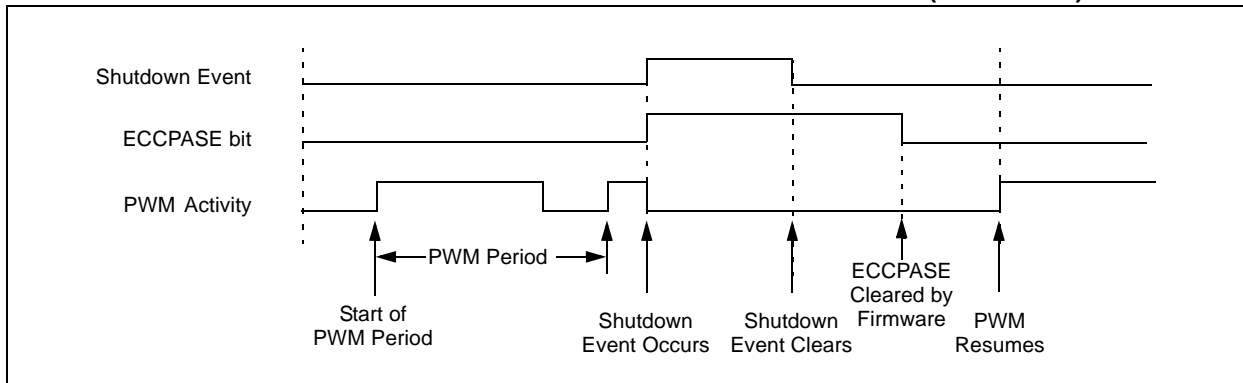 Shutdown Event
ECCPASE bit
PWM Activity
PWM Period
Start of
PWM Period
Shutdown
Event Occurs
Shutdown
Event Clears
ECCPASE
Cleared by
Firmware
PWM
Resumes